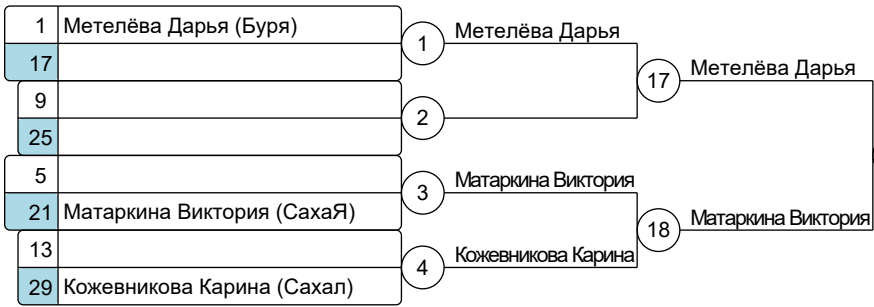 1 Метелёва Дарья (Буря)
17
1 Метелёва Дарья
9
25
2
17 Метелёва Дарья
5
21 Матаркина Виктория (СахаЯ)
3 Матаркина Виктория
13
29 Кожевникова Карина (Сахал)
4 Кожевникова Карина
18 Матаркина Виктория